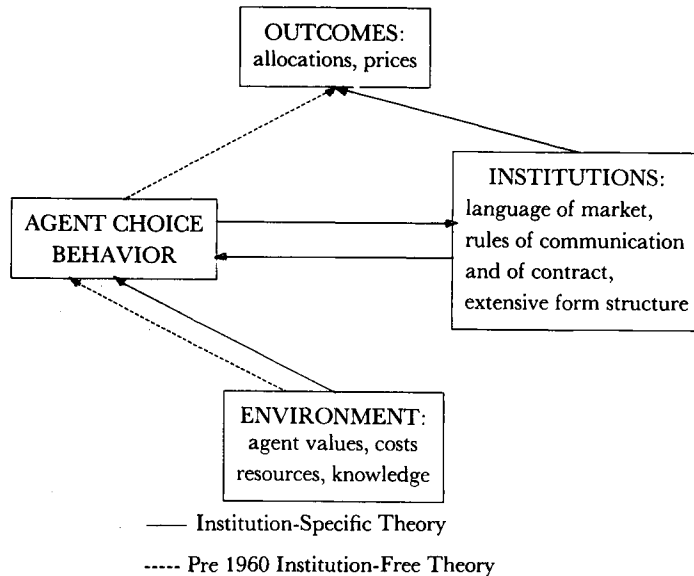 OUTCOMES:
allocations, prices
INSTITUTIONS:
language of market,
rules of communication
and of contract,
extensive form structure
AGENT CHOICE
BEHAVIOR
ENVIRONMENT:
agent values, costs
resources, knowledge
Institution-Specific Theory
Pre 1960 Institution-Free Theory